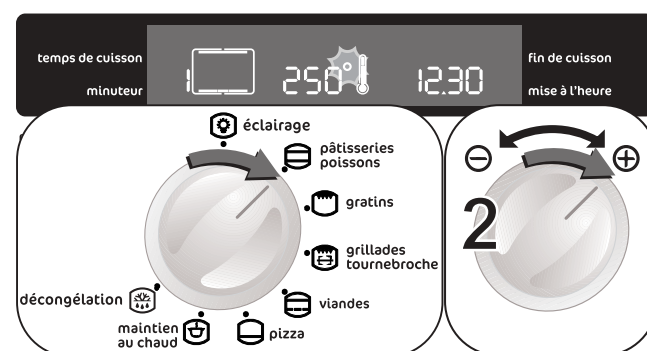 temps de cuisson
minuteur
1
250
12.30
fin de cuisson
mise à l'heure
éclairage
pâtisseries
poissons
gratins
grillades
tournebroche
viandes
pizza
maintien
au chaud
décongélation
2